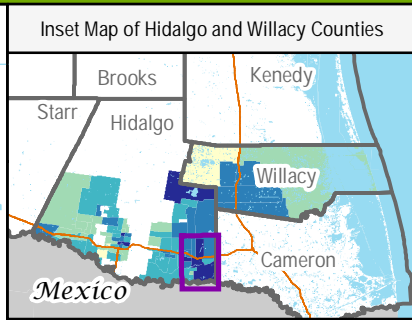 Inset Map of Hidalgo and Willacy Counties
Brooks
Kenedy
Starr
Hidalgo
Willacy
Cameron
Mexico